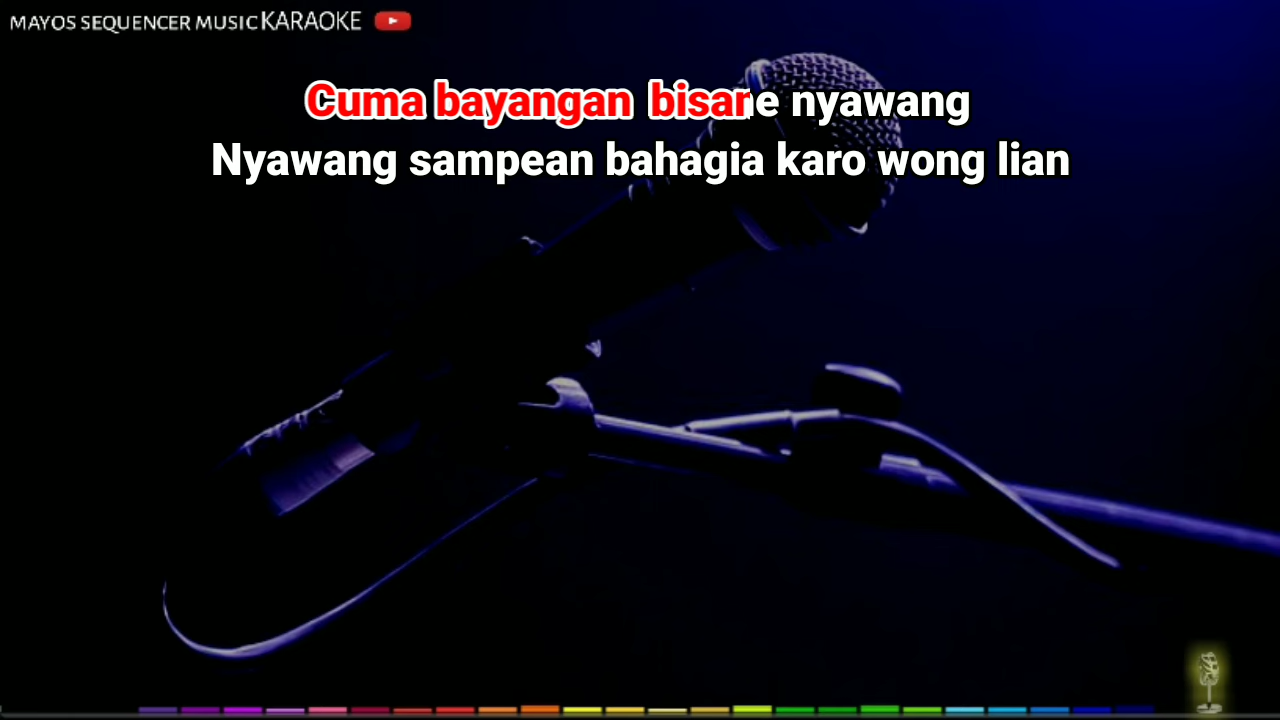 MAYOS SEQUENCER MUSIC KARAOKE
Cuma bayangan bisane nyawang
Nyawang sampean bahagia karo wong lian